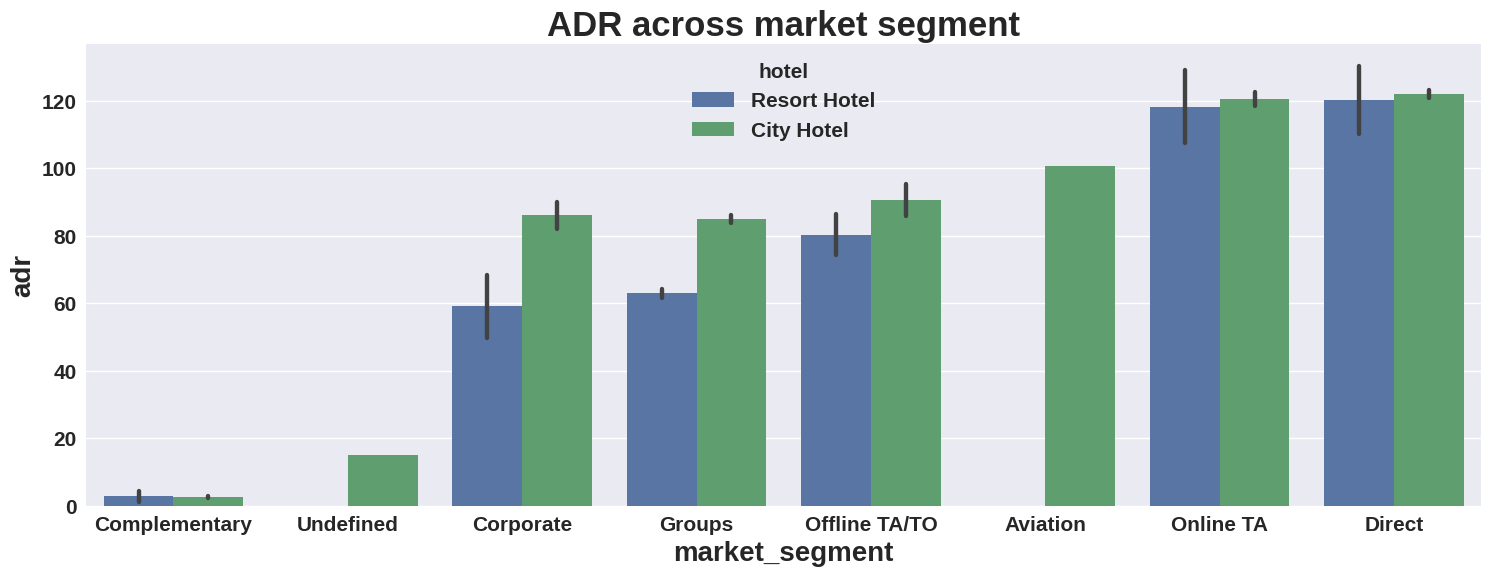 ADR across market segment
hotel
Resort Hotel
City Hotel
adr
120
100
80
60
40
20
0
Complementary Undefined Corporate Groups Offline TA/TO Aviation Online TA Direct
market_segment